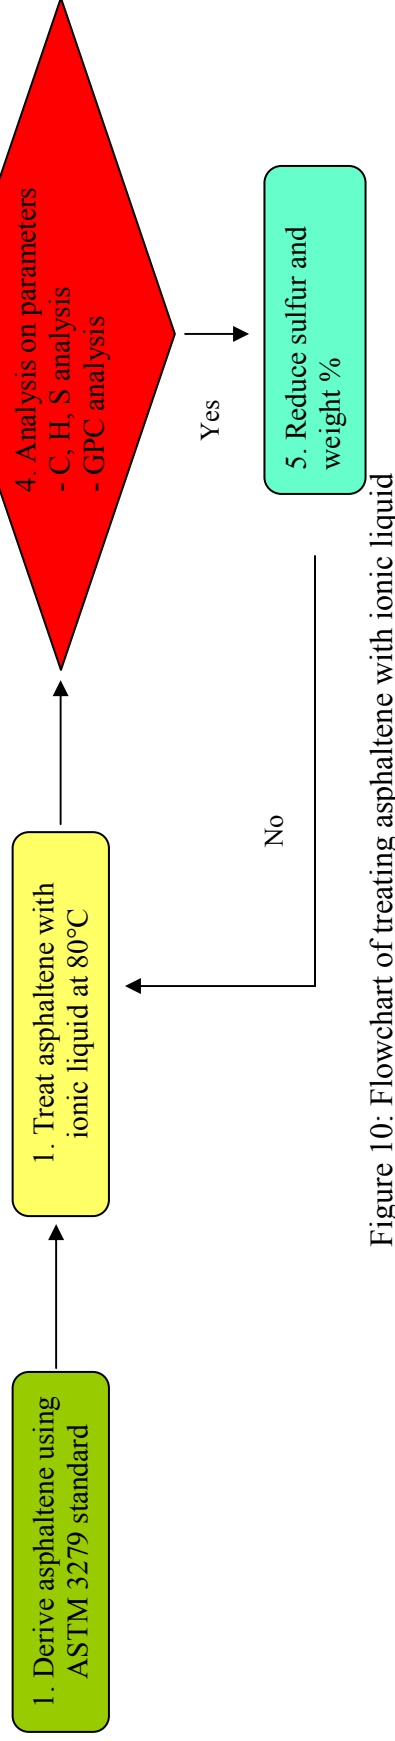 1. Derive asphaltene using
ASTM 3279 standard
1. Treat asphaltene with
ionic liquid at 80°C
4. Analysis on parameters
- C, H, S analysis
- GPC analysis
Yes
5. Reduce sulfur and
weight %
No
Figure 10: Flowchart of treating asphaltene with ionic liquid